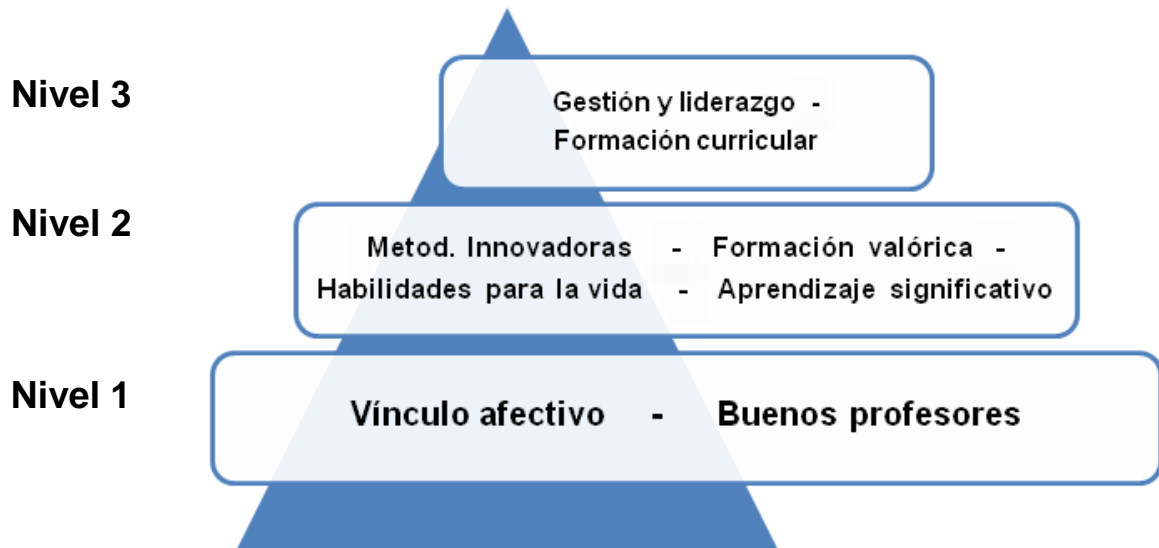 Nivel 3
Gestión y liderazgo -
Formación curricular
Nivel 2
Metod. Innovadoras - Formación valórica -
Habilidades para la vida - Aprendizaje significativo
Nivel 1
Vínculo afectivo - Buenos profesores